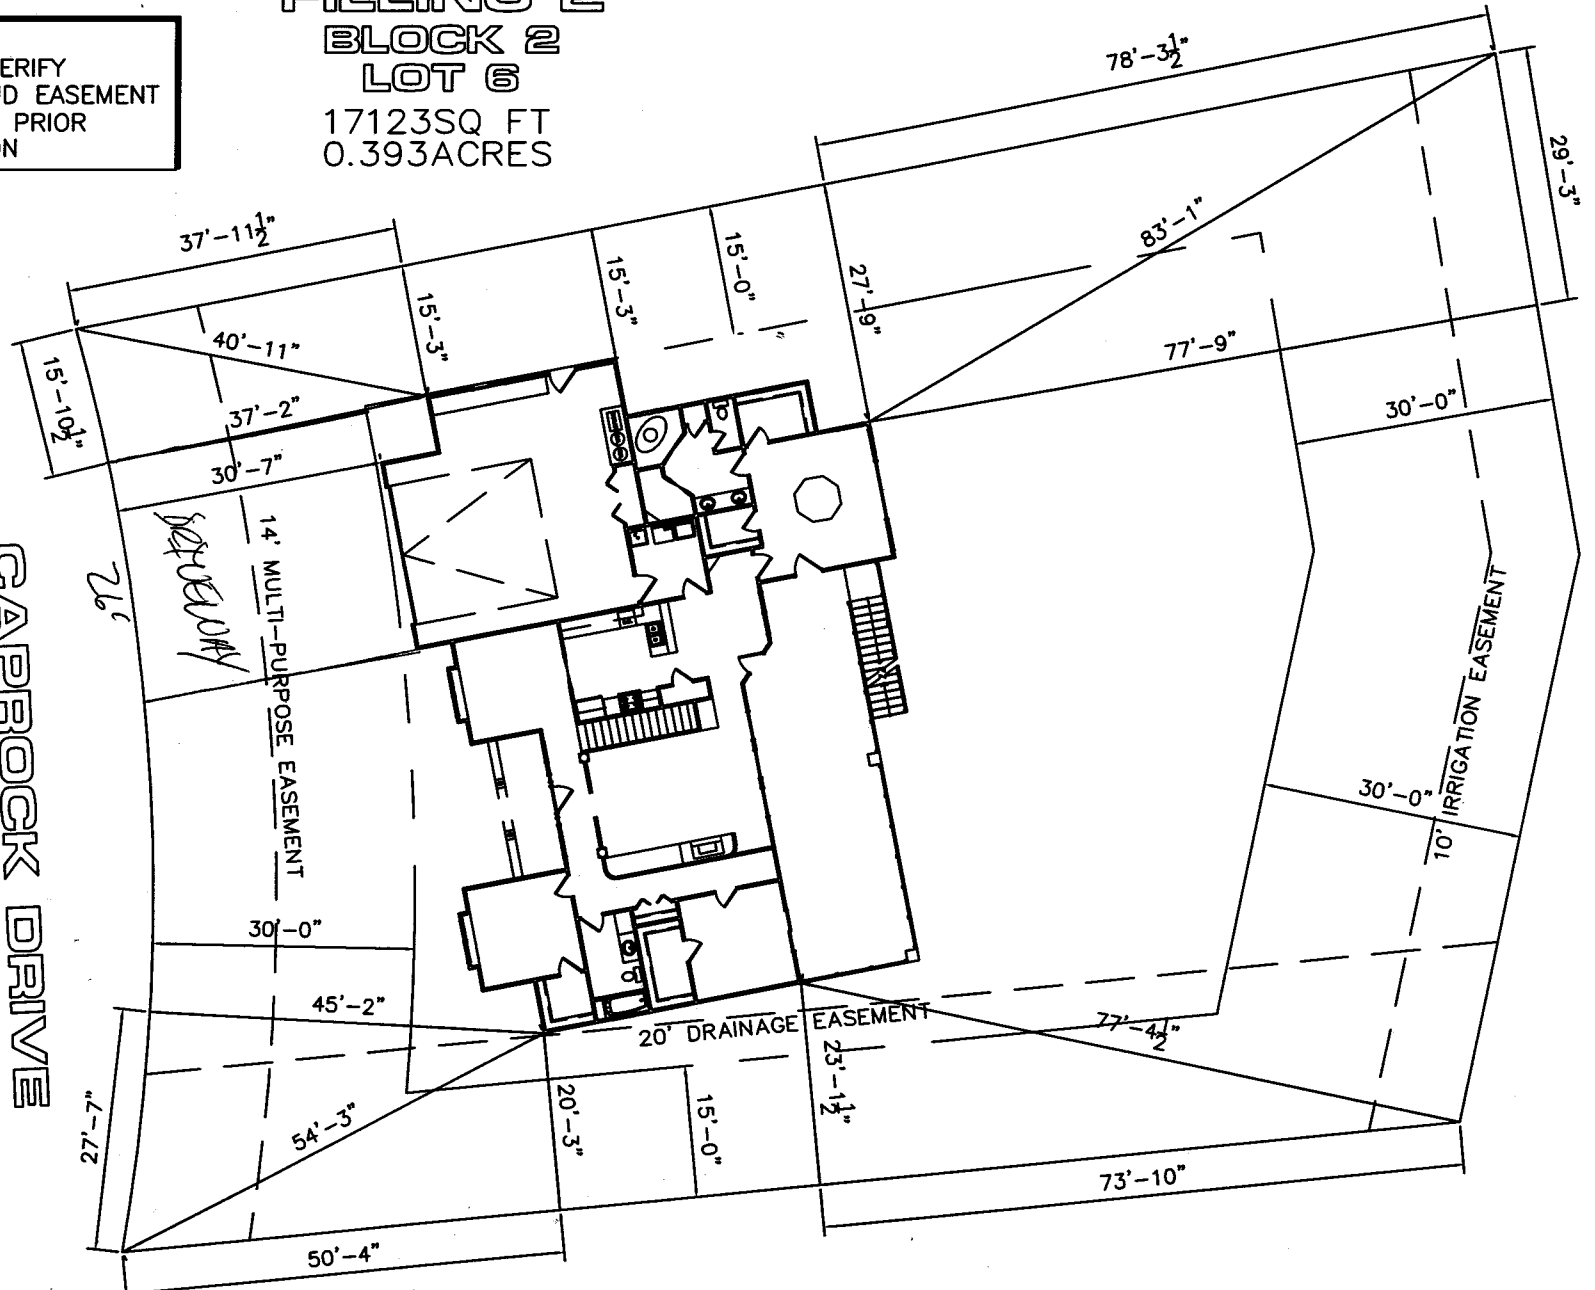 FILLING 2
BLOCK 2
LOT 6
17123SQ FT
0.393ACRES
ERIFY
D EASEMENT
PRIOR
N
78'-3½"
29'-3"
83'-1"
37'-11½"
15'-3"
15'-3"
15'-0"
27'-9"
40'-11"
15'-10½"
37'-2"
30'-7"
77'-9"
30'-0"
DRIVEWAY
26'
14' MULTI-PURPOSE EASEMENT
CAPROCK DRIVE
10' IRRIGATION EASEMENT
30'-0"
30'-0"
45'-2"
20' DRAINAGE EASEMENT
77'-4½"
23'-1½"
27'-7"
54'-3"
20'-3"
15'-0"
73'-10"
50'-4"